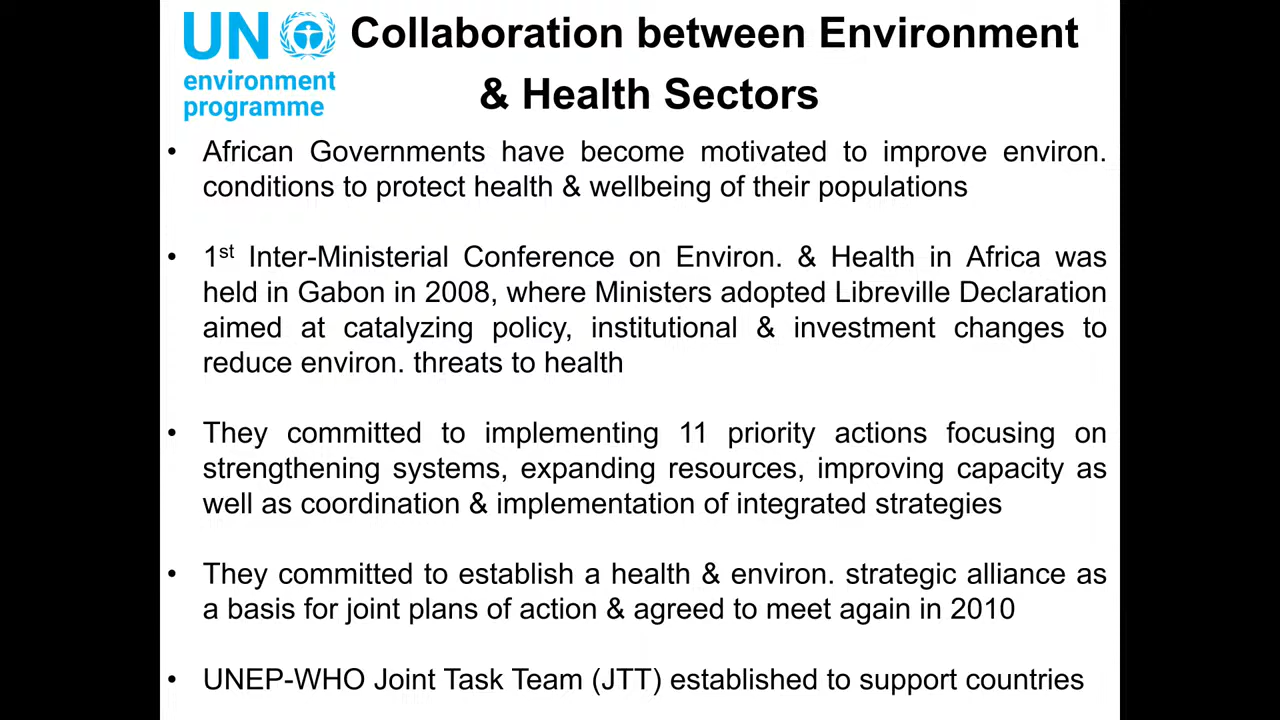 UN
environment
programme
Collaboration between Environment
& Health Sectors
• African Governments have become motivated to improve environ.
conditions to protect health & wellbeing of their populations
• 1st Inter-Ministerial Conference on Environ. & Health in Africa was
held in Gabon in 2008, where Ministers adopted Libreville Declaration
aimed at catalyzing policy, institutional & investment changes to
reduce environ. threats to health
• They committed to implementing 11 priority actions focusing on
strengthening systems, expanding resources, improving capacity as
well as coordination & implementation of integrated strategies
• They committed to establish a health & environ. strategic alliance as
a basis for joint plans of action & agreed to meet again in 2010
• UNEP-WHO Joint Task Team (JTT) established to support countries